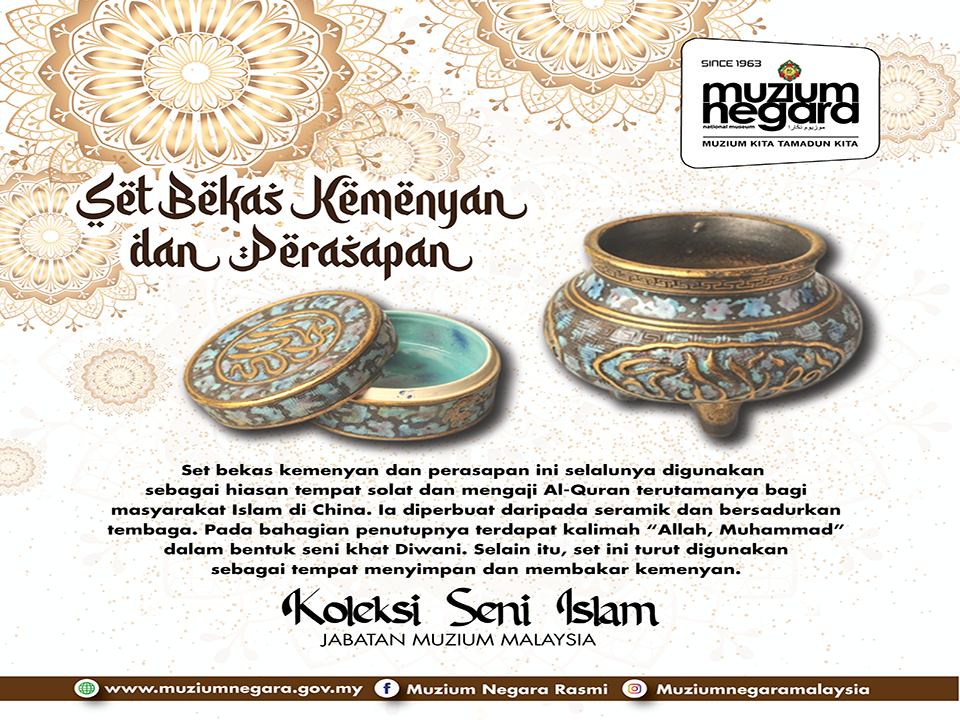 SINCE 1963
muzium
negara
national museum موزيوم نڬارا
MUZIUM KITA TAMADUN KITA
Set Bekas Kemenyan
dan Perasapan
Set bekas kemenyan dan perasapan ini selalunya digunakan
sebagai hiasan tempat solat dan mengaji Al-Quran terutamanya bagi
masyarakat Islam di China. Ia diperbuat daripada seramik dan bersadurkan
tembaga. Pada bahagian penutupnya terdapat kalimah “Allah, Muhammad”
dalam bentuk seni khat Diwani. Selain itu, set ini turut digunakan
sebagai tempat menyimpan dan membakar kemenyan.
Koleksi Seni Islam
JABATAN MUZIUM MALAYSIA
www.muziumnegara.gov.my f Muzium Negara Rasmi Muziumnegaramalaysia